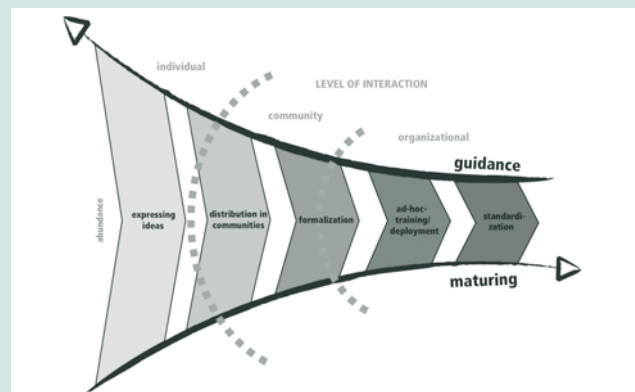 individual
LEVEL OF INTERACTION
community
organizational
guidance
abundance
expressing
ideas
distribution in
communities
formalization
ad-hoc-
training/
deployment
standardi-
zation
maturing